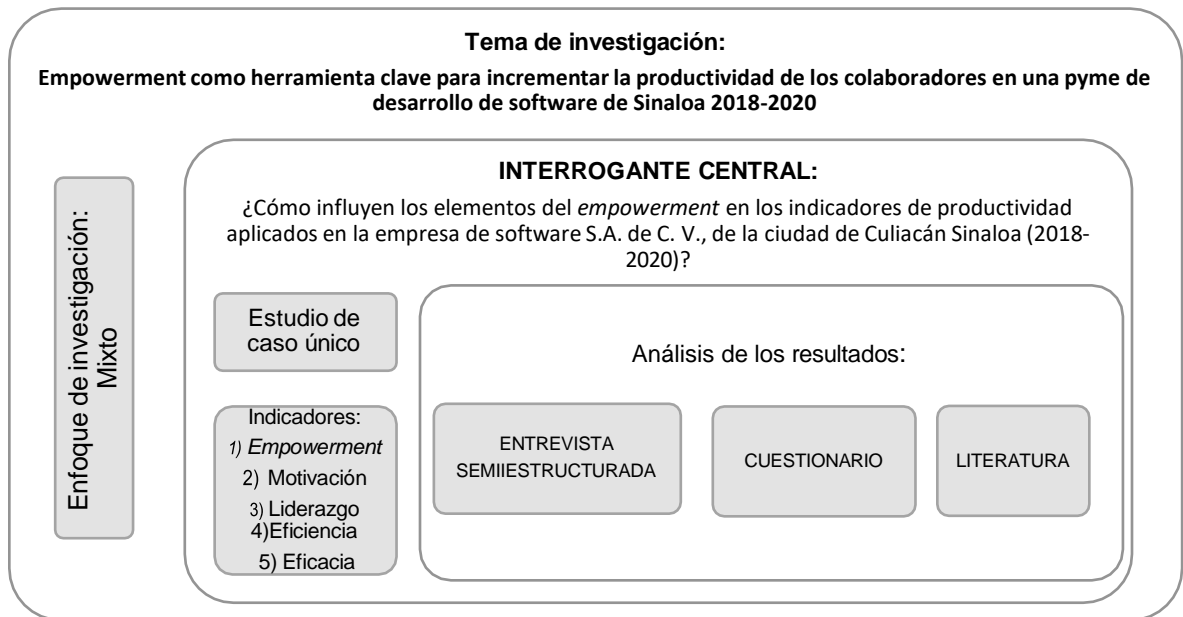 Tema de investigación:
Empowerment como herramienta clave para incrementar la productividad de los colaboradores en una pyme de
desarrollo de software de Sinaloa 2018-2020
Enfoque de investigación:
Mixto
INTERROGANTE CENTRAL:
¿Cómo influyen los elementos del empowerment en los indicadores de productividad
aplicados en la empresa de software S.A. de C. V., de la ciudad de Culiacán Sinaloa (2018-
2020)?
Estudio de
caso único
Indicadores:
1) Empowerment
2) Motivación
3) Liderazgo
4)Eficiencia
5) Eficacia
Análisis de los resultados:
ENTREVISTA
SEMIIESTRUCTURADA
CUESTIONARIO
LITERATURA